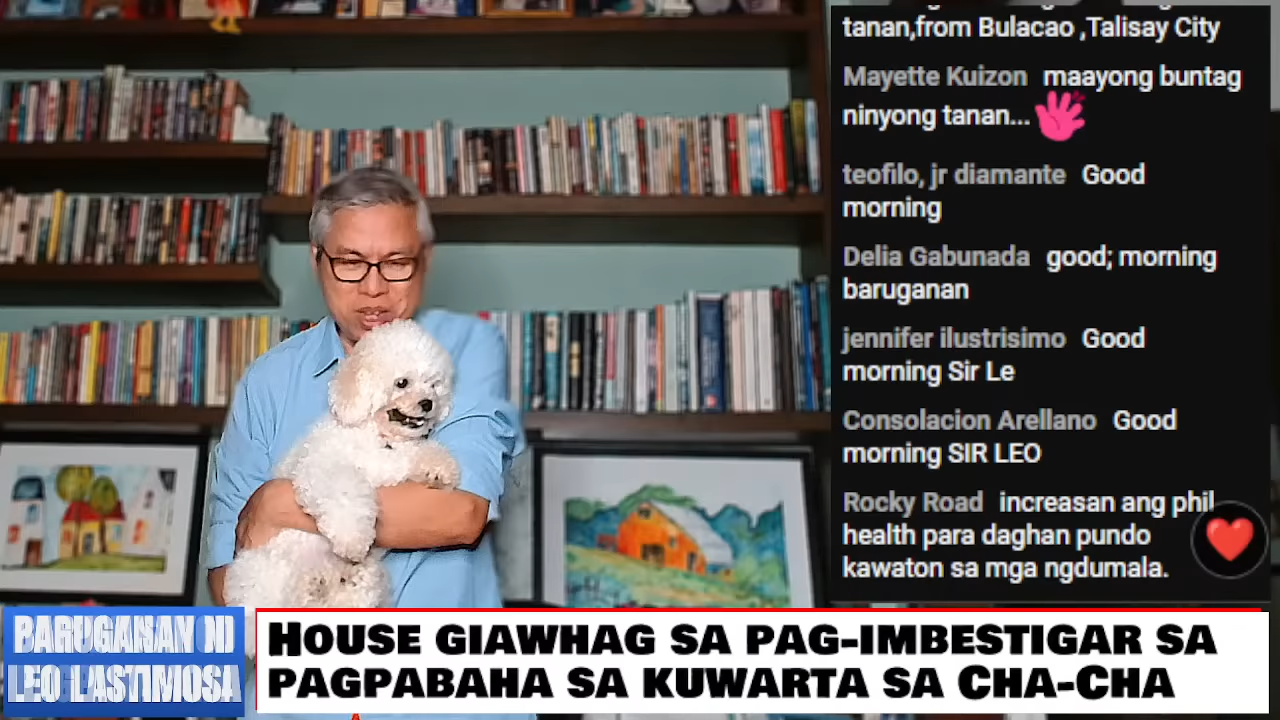 tanan,from Bulacao ,Talisay City
Mayette Kuizon maayong buntag
ninyong tanan...
teofilo, jr diamante Good
morning
Delia Gabunada good; morning
baruganan
jennifer ilustrisimo Good
morning Sir Le
Consolacion Arellano Good
morning SIR LEO
Rocky Road increasan ang phil
health para daghan pundo
kawaton sa mga ngdumala.
BARUGANAN NI
LEO LASTIMOSA
HOUSE GIAWHAG SA PAG-IMBESTIGAR SA
PAGPABAHA SA KUWARTA SA CHA-CHA